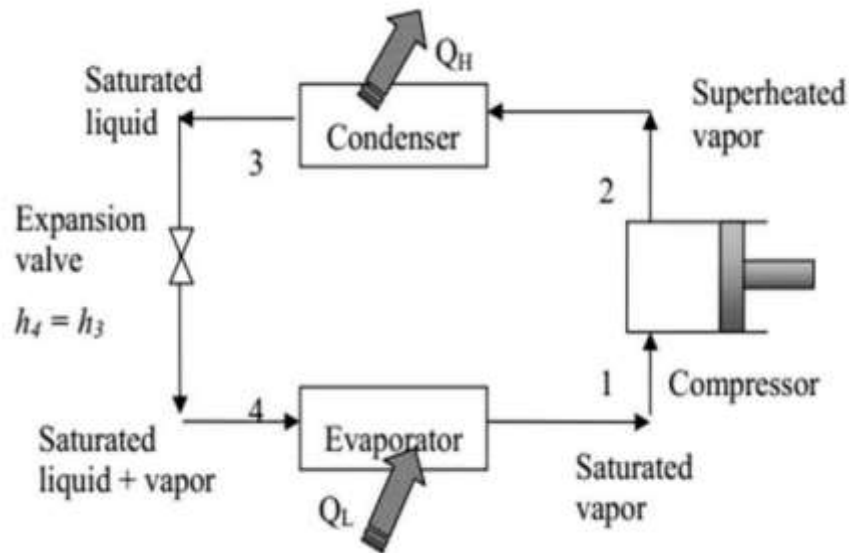 Q_H
Saturated
liquid
Condenser
Superheated
vapor
3
2
Expansion
valve
h_4 = h_3
4
1
Compressor
Saturated
liquid + vapor
Evaporator
Saturated
vapor
Q_L